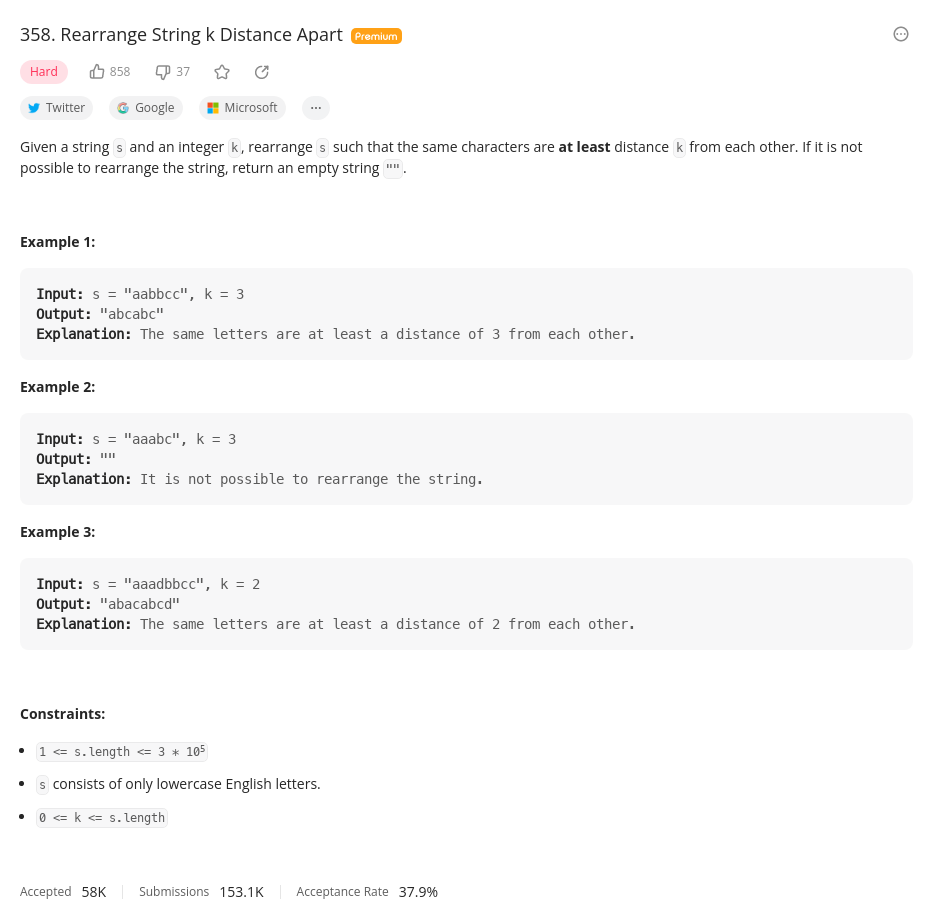 358. Rearrange String k Distance Apart Premium
Hard 858 37
Twitter Google Microsoft ...
Given a string s and an integer k, rearrange s such that the same characters are at least distance k from each other. If it is not
possible to rearrange the string, return an empty string "".
Example 1:
Input: s = "aabbcc", k = 3
Output: "abcabc"
Explanation: The same letters are at least a distance of 3 from each other.
Example 2:
Input: s = "aaabc", k = 3
Output: ""
Explanation: It is not possible to rearrange the string.
Example 3:
Input: s = "aaadbbcc", k = 2
Output: "abacabcd"
Explanation: The same letters are at least a distance of 2 from each other.
Constraints:
• 1 <= s.length <= 3 * 10⁵
• s consists of only lowercase English letters.
• 0 <= k <= s.length
Accepted 58K Submissions 153.1K Acceptance Rate 37.9%